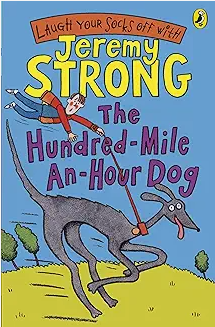 LAUGH YOUR SOCKS OFF WITH
Jeremy
STRONG
The
Hundred-Mile
An-Hour Dog